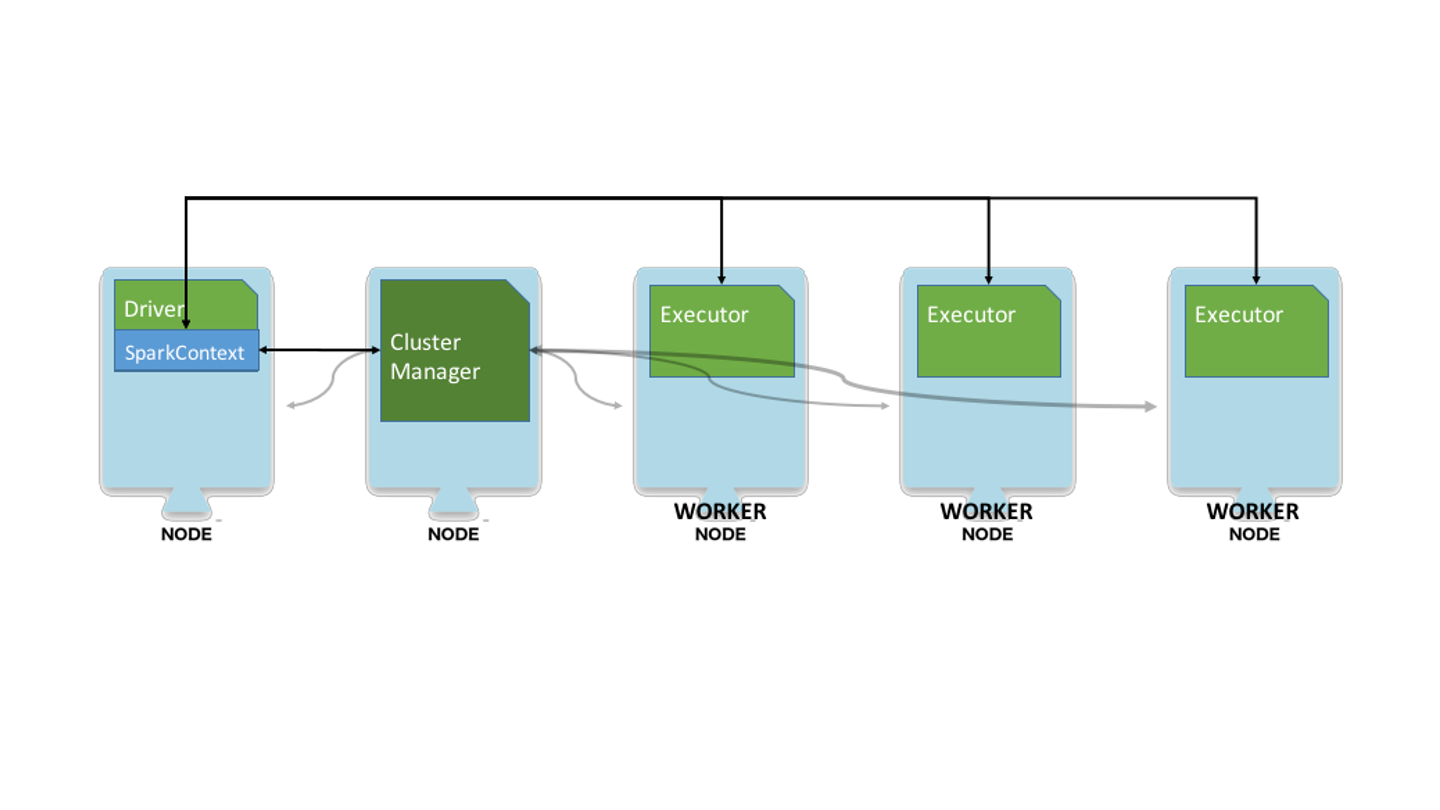 Driver
SparkContext
Cluster
Manager
Executor
Executor
Executor
NODE
NODE
WORKER
NODE
WORKER
NODE
WORKER
NODE